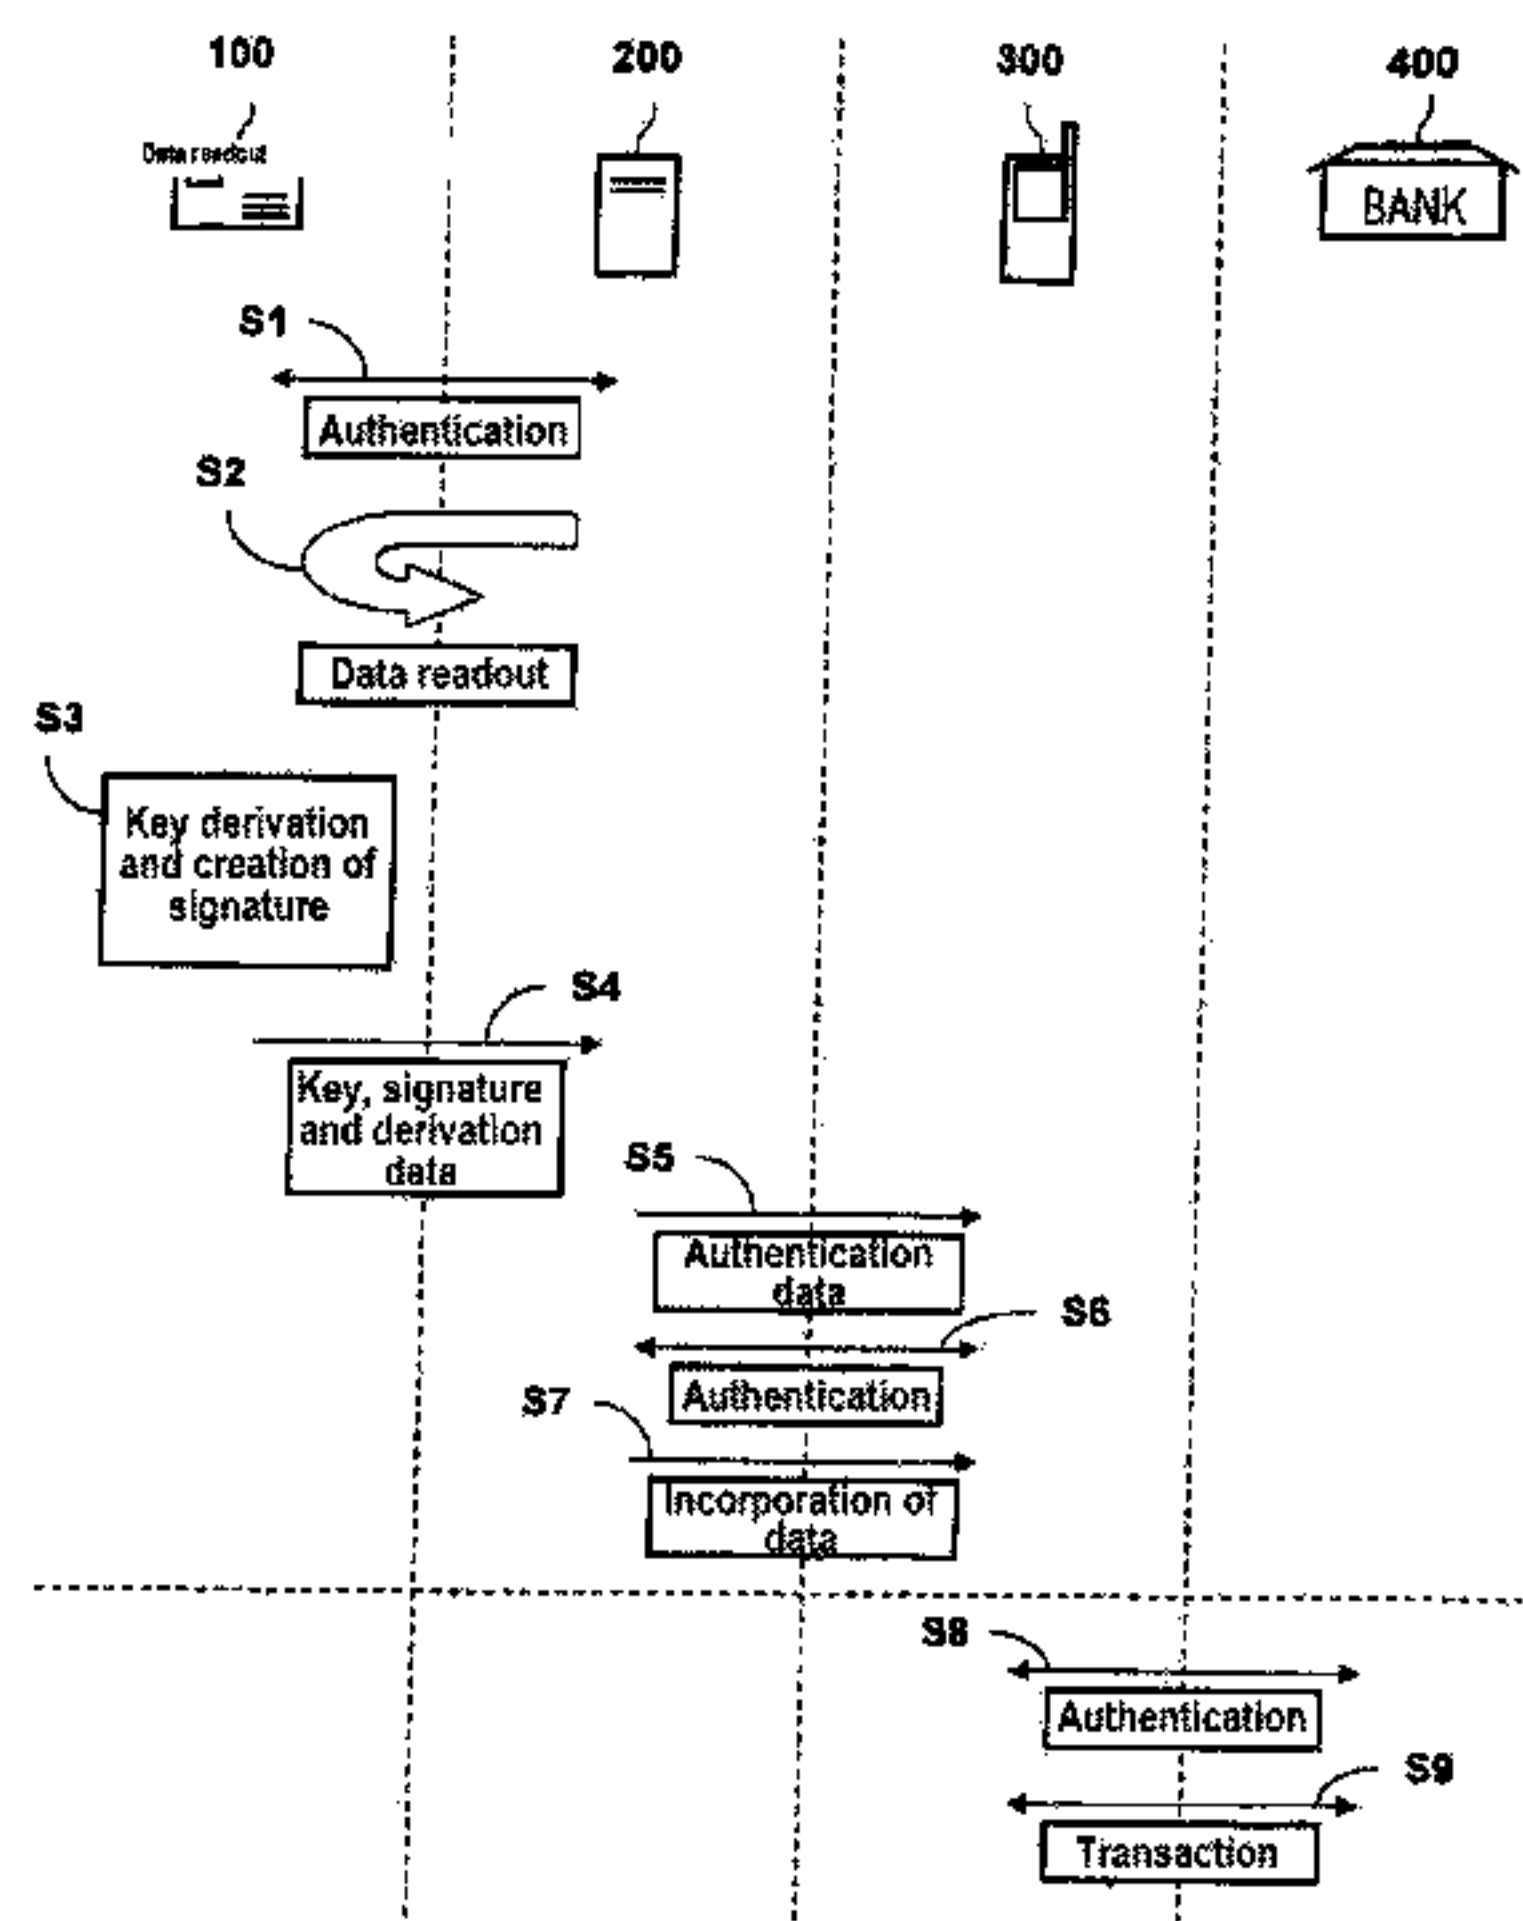 100
200
300
400
Data readout
BANK
S1
Authentication
S2
Data readout
S3
Key derivation
and creation of
signature
S4
Key, signature
and derivation
data
S5
Authentication
data
S6
Authentication
S7
Incorporation of
data
S8
Authentication
S9
Transaction